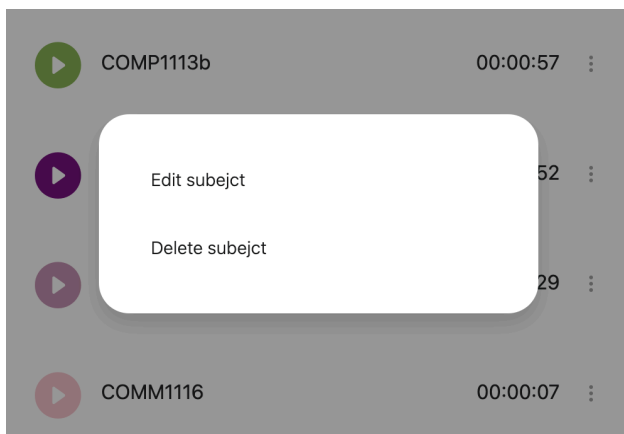 COMP1113b 00:00:57
52
Edit subejct
Delete subejct
29
COMM1116 00:00:07